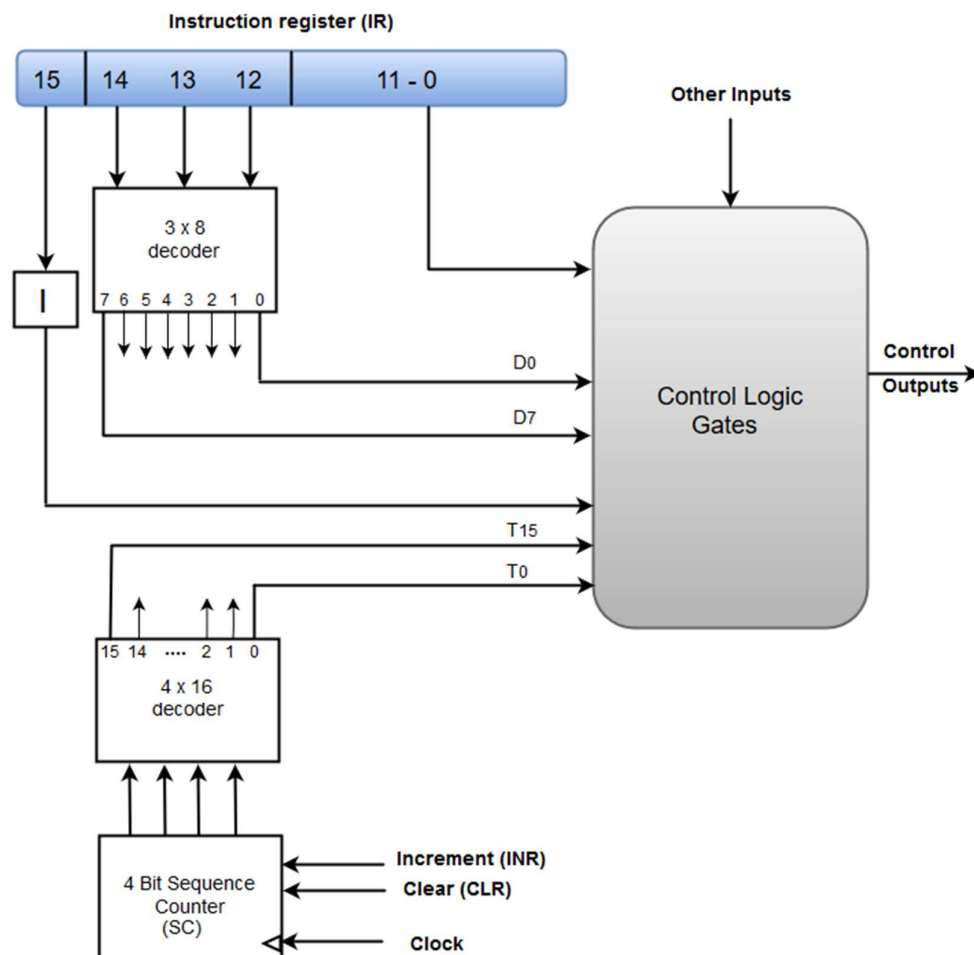 Instruction register (IR)
15 14 13 12 11 - 0
Other Inputs
3 x 8
decoder
I
7 6 5 4 3 2 1 0
Control
Outputs
D0
Control Logic
Gates
D7
T15
T0
15 14 .... 2 1 0
4 x 16
decoder
4 Bit Sequence
Counter
(SC)
Increment (INR)
Clear (CLR)
Clock